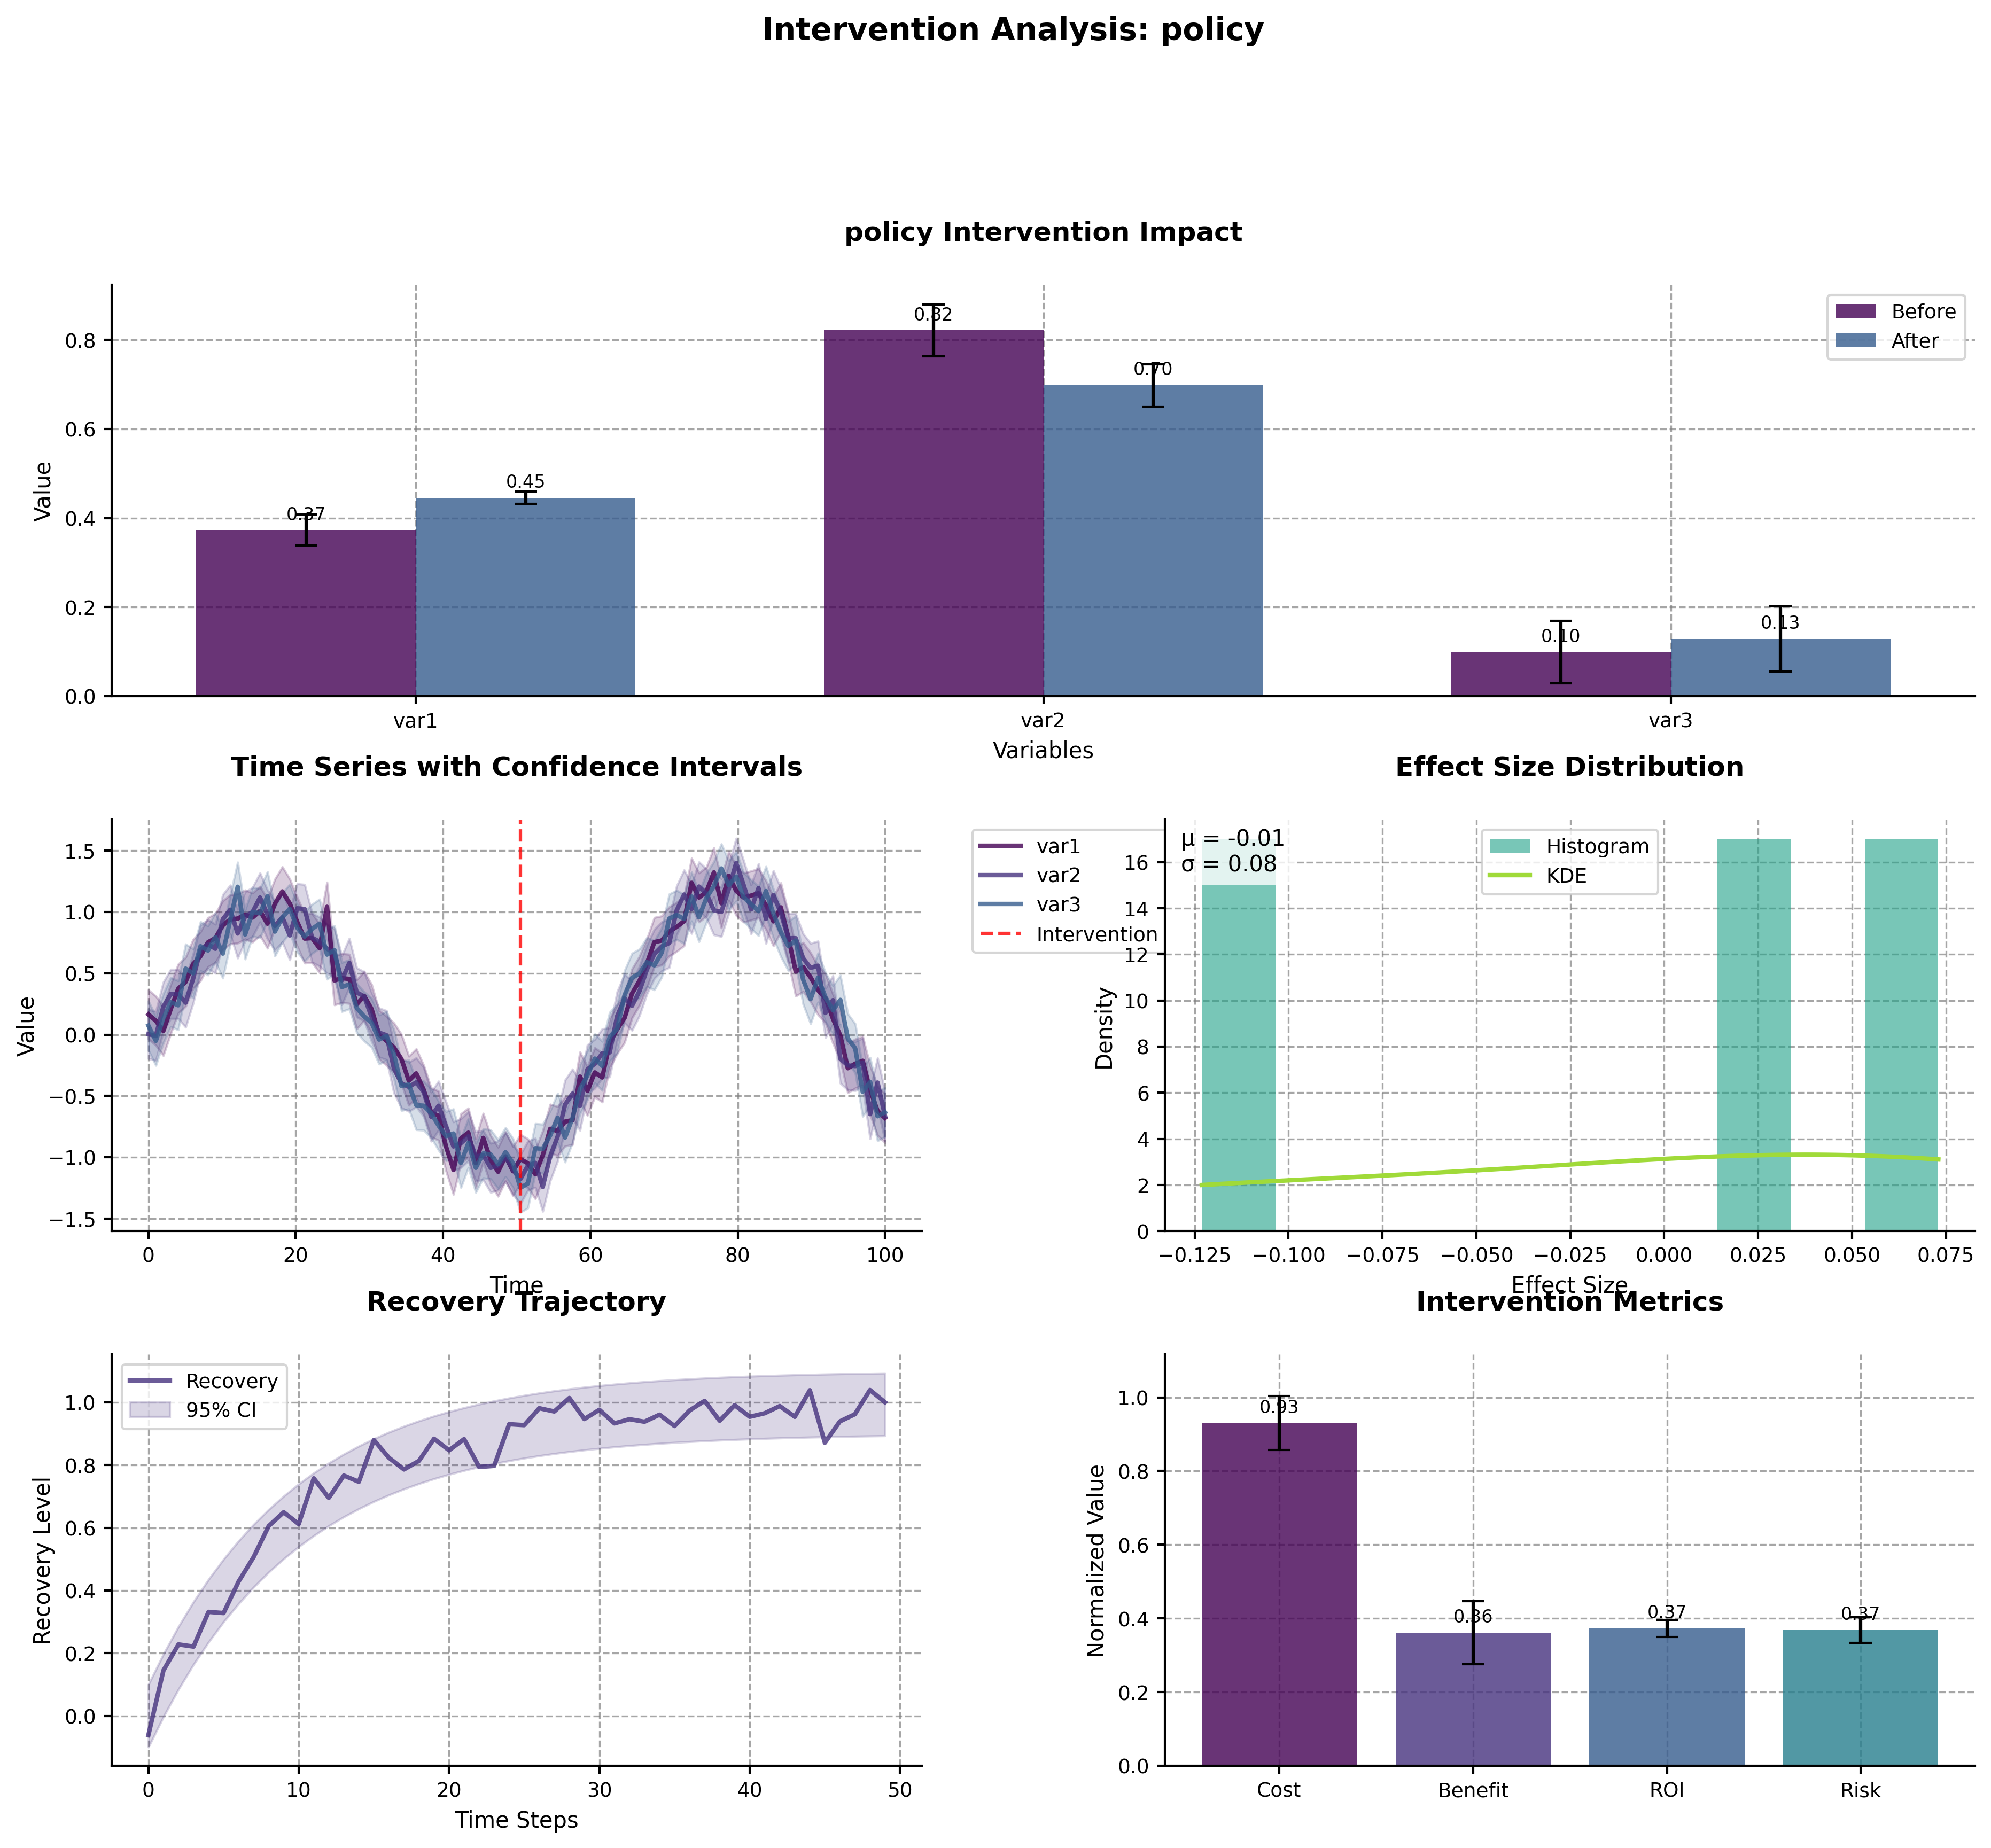 Intervention Analysis: policy
policy Intervention Impact
Value
0.8
0.6
0.4
0.2
0.0
0.37
0.45
0.82
0.70
0.10
0.13
Before
After
var1
var2
var3
Variables
Time Series with Confidence Intervals
Value
1.5
1.0
0.5
0.0
−0.5
−1.0
−1.5
0
20
40
60
80
100
Time
var1
var2
var3
Intervention
Effect Size Distribution
Density
16
14
12
10
8
6
4
2
0
μ = -0.01
σ = 0.08
Histogram
KDE
−0.125
−0.100
−0.075
−0.050
−0.025
0.000
0.025
0.050
0.075
Effect Size
Recovery Trajectory
Recovery Level
1.0
0.8
0.6
0.4
0.2
0.0
Recovery
95% CI
0
10
20
30
40
50
Time Steps
Intervention Metrics
Normalized Value
1.0
0.8
0.6
0.4
0.2
0.0
0.93
0.36
0.37
0.37
Cost
Benefit
ROI
Risk